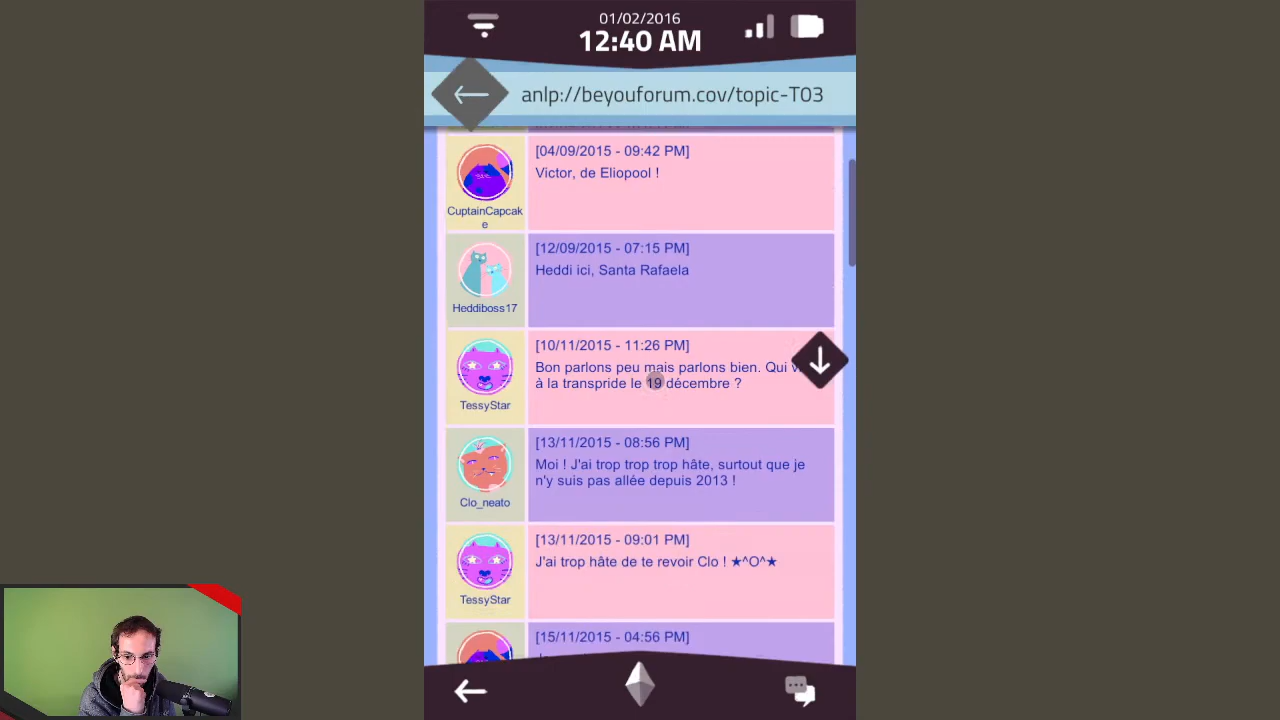 01/02/2016
12:40 AM
anlp://beyouforum.cov/topic-T03
[04/09/2015 - 09:42 PM]
Victor, de Eliopool !
CuptainCapcak
e
[12/09/2015 - 07:15 PM]
Heddi ici, Santa Rafaela
Heddiboss17
[10/11/2015 - 11:26 PM]
Bon parlons peu mais parlons bien. Qui
à la transpride le 19 décembre ?
TessyStar
[13/11/2015 - 08:56 PM]
Moi ! J'ai trop trop trop hâte, surtout que je
n'y suis pas allée depuis 2013 !
Clo_neato
[13/11/2015 - 09:01 PM]
J'ai trop hâte de te revoir Clo ! ★^O^★
TessyStar
[15/11/2015 - 04:56 PM]